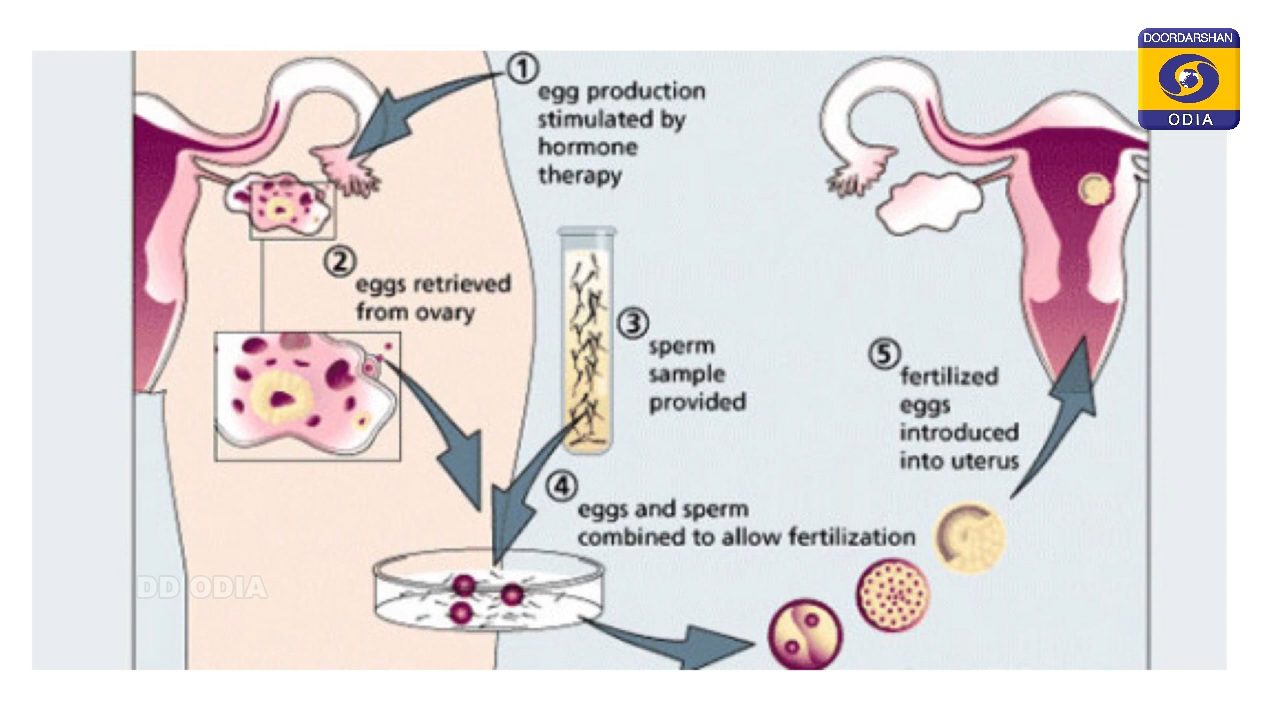 DOORDARSHAN
ODIA
1
egg production
stimulated by
hormone
therapy
2
eggs retrieved
from ovary
3
sperm
sample
provided
4
eggs and sperm
combined to allow fertilization
5
fertilized
eggs
introduced
into uterus
DD ODIA